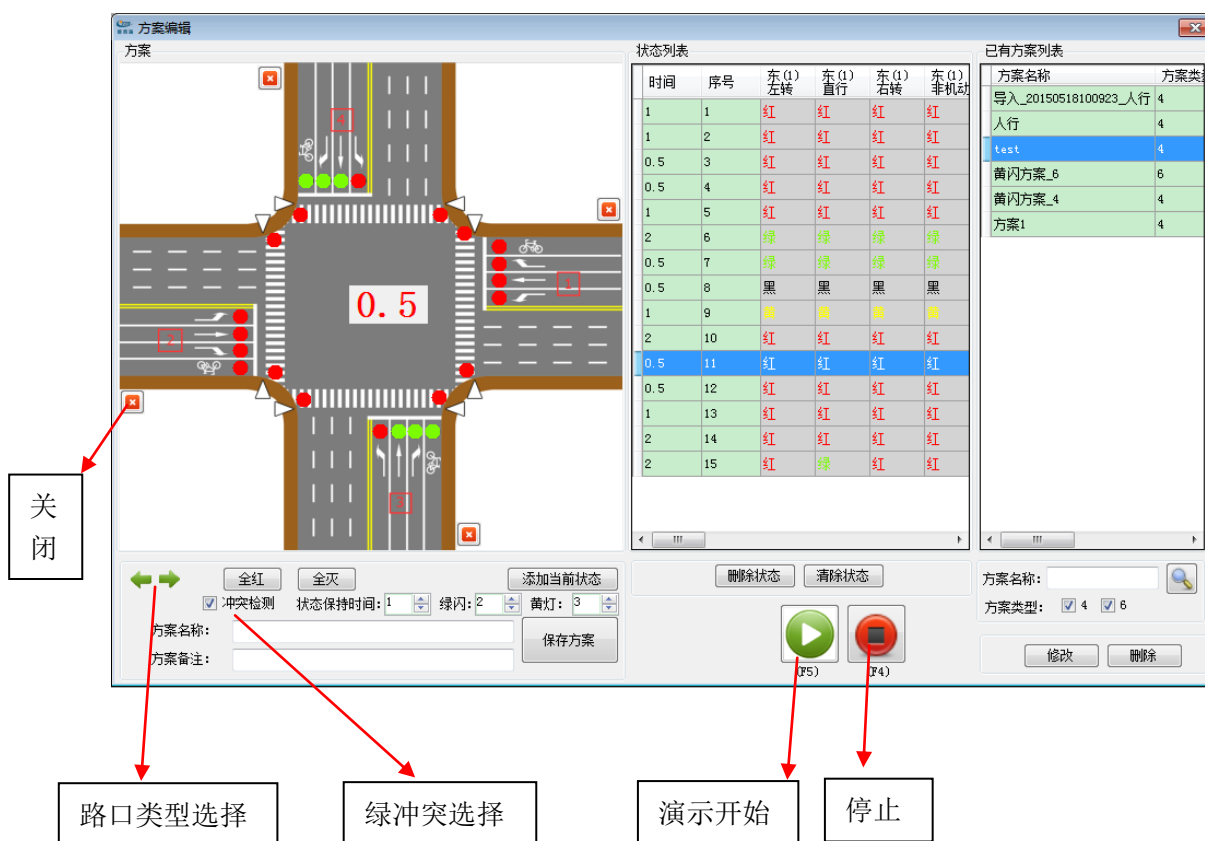 方案编辑
方案
4
1
0.5
2
3
全红 全灭 添加当前状态
冲突检测 状态保持时间: 1 绿闪: 2 黄灯: 3
方案名称:
方案备注:
保存方案
状态列表
时间 序号 东(1)左转 东(1)直行 东(1)右转 东(1)非机动
1 1 红 红 红 红
1 2 红 红 红 红
0.5 3 红 红 红 红
0.5 4 红 红 红 红
1 5 红 红 红 红
2 6 绿 绿 绿 绿
0.5 7 绿 绿 绿 绿
0.5 8 黑 黑 黑 黑
1 9 黄 黄 黄 黄
2 10 红 红 红 红
0.5 11 红 红 红 红
0.5 12 红 红 红 红
1 13 红 红 红 红
2 14 红 红 红 红
2 15 红 绿 红 红
删除状态 清除状态
(F5) (F4)
已有方案列表
方案名称 方案类
导入_20150518100923_人行 4
人行 4
test 4
黄闪方案_6 6
黄闪方案_4 4
方案1 4
方案名称:
方案类型: 4 6
修改 删除
关
闭
路口类型选择
绿冲突选择
演示开始
停止